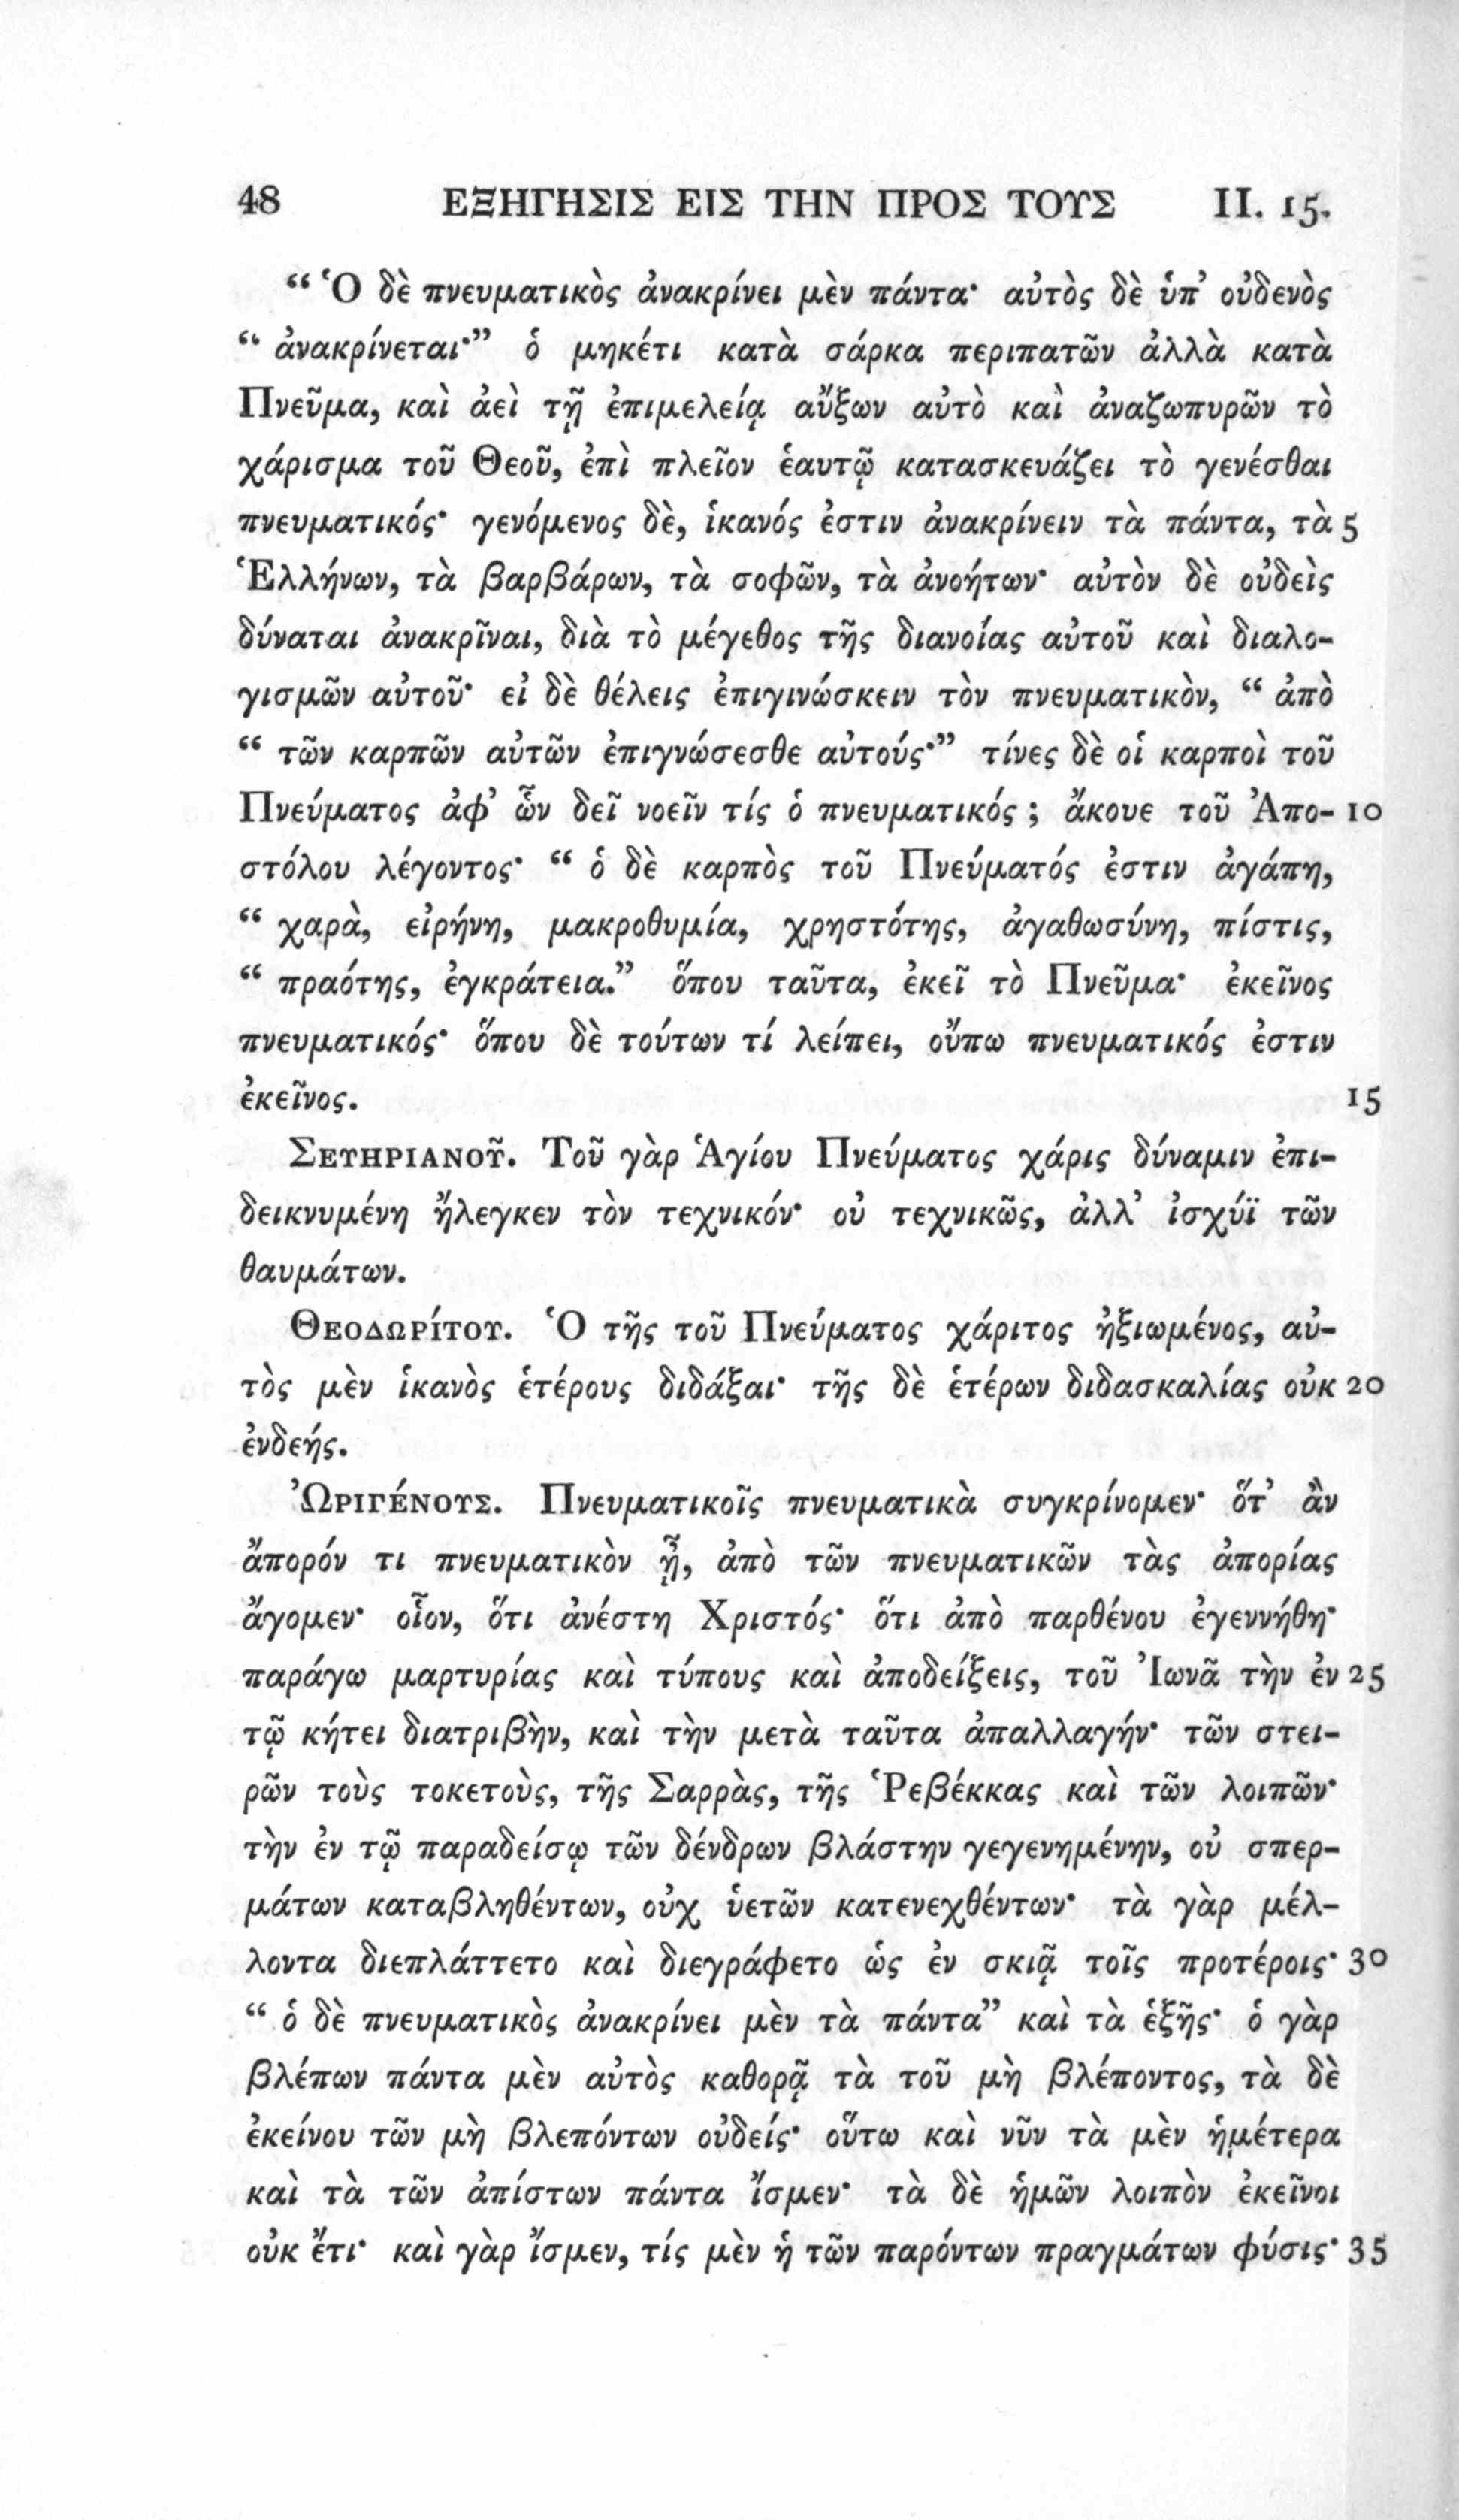 48 ΕΞΗΓΗΣΙΣ ΕΙΣ ΤΗΝ ΠΡΟΣ ΤΟΥΣ II. 15.
“ Ὁ δὲ πνευματικὸς ἀνακρίνει μὲν πάντα· αὐτὸς δὲ ὑπ’ οὐδενὸς
“ ἀνακρίνεται·” ὁ μηκέτι κατὰ σάρκα περιπατῶν ἀλλὰ κατὰ
Πνεῦμα, καὶ ἀεὶ τῇ ἐπιμελείᾳ αὔξων αὐτὸ καὶ ἀναζωπυρῶν τὸ
χάρισμα τοῦ Θεοῦ, ἐπὶ πλεῖον ἑαυτῷ κατασκευάζει τὸ γενέσθαι
πνευματικός· γενόμενος δὲ, ἱκανός ἐστιν ἀνακρίνειν τὰ πάντα, τὰ 5
Ἑλλήνων, τὰ βαρβάρων, τὰ σοφῶν, τὰ ἀνοήτων· αὐτὸν δὲ οὐδεὶς
δύναται ἀνακρῖναι, διὰ τὸ μέγεθος τῆς διανοίας αὐτοῦ καὶ διαλο-
γισμῶν αὐτοῦ· εἰ δὲ θέλεις ἐπιγινώσκειν τὸν πνευματικὸν, “ ἀπὸ
“ τῶν καρπῶν αὐτῶν ἐπιγνώσεσθε αὐτούς·” τίνες δὲ οἱ καρποὶ τοῦ
Πνεύματος ἀφ’ ὧν δεῖ νοεῖν τίς ὁ πνευματικός ; ἄκουε τοῦ Ἀπο- 10
στόλου λέγοντος· “ ὁ δὲ καρπὸς τοῦ Πνεύματός ἐστιν ἀγάπη,
“ χαρὰ, εἰρήνη, μακροθυμία, χρηστότης, ἀγαθωσύνη, πίστις,
“ πραότης, ἐγκράτεια.” ὅπου ταῦτα, ἐκεῖ τὸ Πνεῦμα· ἐκεῖνος
πνευματικός· ὅπου δὲ τούτων τί λείπει, οὔπω πνευματικός ἐστιν
ἐκεῖνος. 15
ΣΕΥΗΡΙΑΝΟΥ͂. Τοῦ γὰρ Ἁγίου Πνεύματος χάρις δύναμιν ἐπι-
δεικνυμένη ἤλεγκεν τὸν τεχνικόν· οὐ τεχνικῶς, ἀλλ’ ἰσχύϊ τῶν
θαυμάτων.
ΘΕΟΔΩΡΊΤΟΥ. Ὁ τῆς τοῦ Πνεύματος χάριτος ἠξιωμένος, αὐ-
τὸς μὲν ἱκανὸς ἑτέρους διδάξαι· τῆς δὲ ἑτέρων διδασκαλίας οὐκ 20
ἐνδεής.
ὨΡΙΓΈΝΟΥΣ. Πνευματικοῖς πνευματικὰ συγκρίνομεν· ὅτ’ ἂν
ἄπορόν τι πνευματικὸν ᾖ, ἀπὸ τῶν πνευματικῶν τὰς ἀπορίας
ἄγομεν· οἷον, ὅτι ἀνέστη Χριστός· ὅτι ἀπὸ παρθένου ἐγεννήθη·
παράγω μαρτυρίας καὶ τύπους καὶ ἀποδείξεις, τοῦ Ἰωνᾶ τὴν ἐν 25
τῷ κήτει διατριβὴν, καὶ τὴν μετὰ ταῦτα ἀπαλλαγήν· τῶν στει-
ρῶν τοὺς τοκετοὺς, τῆς Σαρρὰς, τῆς Ῥεβέκκας καὶ τῶν λοιπῶν·
τὴν ἐν τῷ παραδείσῳ τῶν δένδρων βλάστην γεγενημένην, οὐ σπερ-
μάτων καταβληθέντων, οὐχ ὑετῶν κατενεχθέντων· τὰ γὰρ μέλ-
λοντα διεπλάττετο καὶ διεγράφετο ὡς ἐν σκιᾷ τοῖς προτέροις· 30
“ ὁ δὲ πνευματικὸς ἀνακρίνει μὲν τὰ πάντα” καὶ τὰ ἑξῆς· ὁ γὰρ
βλέπων πάντα μὲν αὐτὸς καθορᾷ τὰ τοῦ μὴ βλέποντος, τὰ δὲ
ἐκείνου τῶν μὴ βλεπόντων οὐδείς· οὕτω καὶ νῦν τὰ μὲν ἡμέτερα
καὶ τὰ τῶν ἀπίστων πάντα ἴσμεν· τὰ δὲ ἡμῶν λοιπὸν ἐκεῖνοι
οὐκ ἔτι· καὶ γὰρ ἴσμεν, τίς μὲν ἡ τῶν παρόντων πραγμάτων φύσις· 35